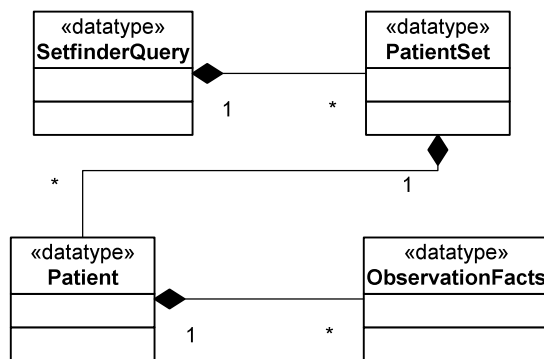 «datatype»
SetfinderQuery
«datatype»
PatientSet
1
*
*
1
«datatype»
Patient
«datatype»
ObservationFacts
1
*